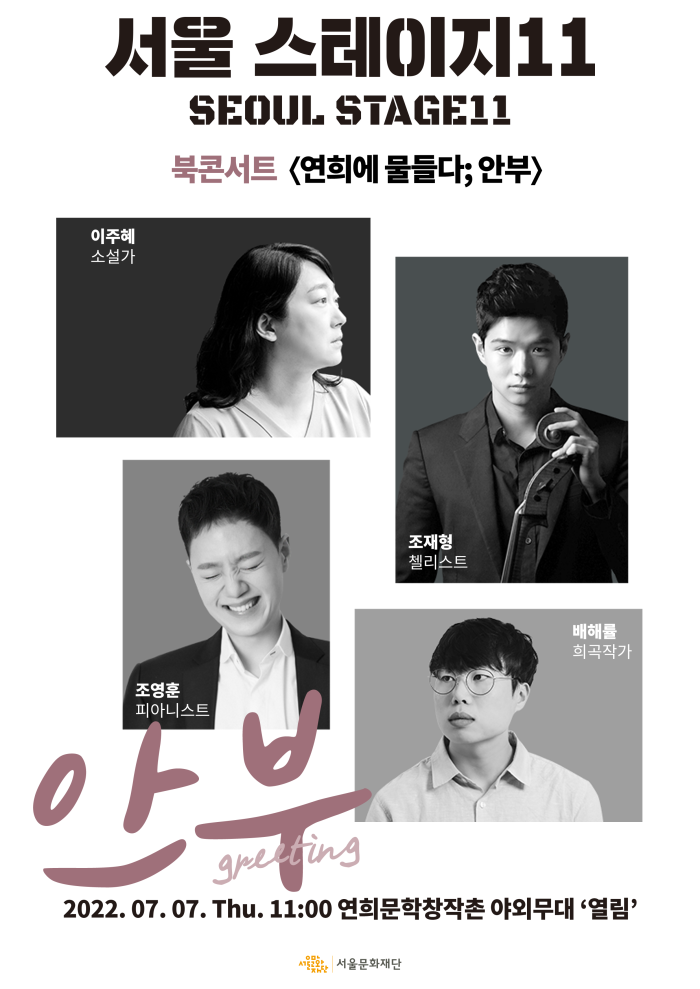 서울 스테이지11
SEOUL STAGE11
북콘서트 〈연희에 물들다; 안부〉
이주혜
소설가
조재형
첼리스트
조영훈
피아니스트
배해률
희곡작가
안부
greeting
2022. 07. 07. Thu. 11:00 연희문학창작촌 야외무대 ‘열림’
서울문화재단